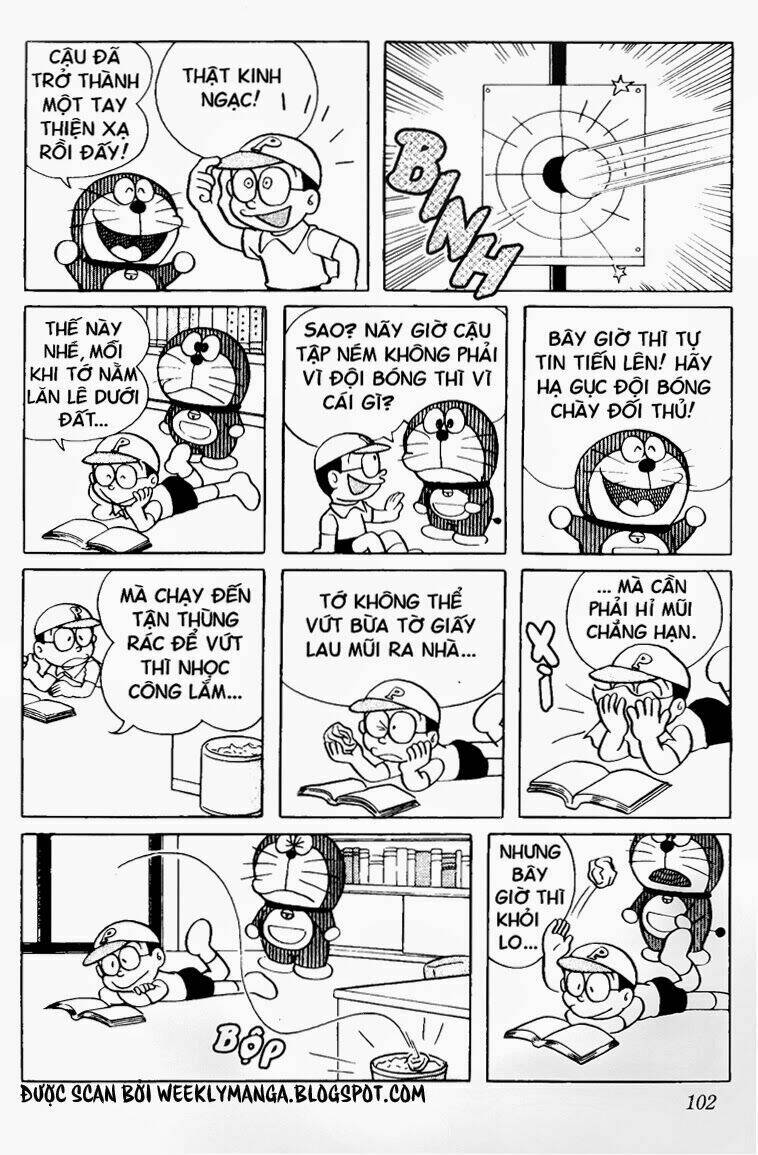 BINH
THẬT KINH
NGẠC!
P
CẬU ĐÃ
TRỞ THÀNH
MỘT TAY
THIỆN XẠ
RỒI ĐẤY!
BÂY GIỜ THÌ TỰ
TIN TIẾN LÊN! HÃY
HẠ GỤC ĐỘI BÓNG
CHÀY ĐỐI THỦ!
SAO? NÃY GIỜ CẬU
TẬP NÉM KHÔNG PHẢI
VÌ ĐỘI BÓNG THÌ VÌ
CÁI GÌ?
P
THẾ NÀY
NHÉ, MỖI
KHI TỚ NẰM
LĂN LÊ DƯỚI
ĐẤT...
P
... MÀ CẦN
PHẢI HỈ MŨI
CHẲNG HẠN.
XÌ
P
TỚ KHÔNG THỂ
VỨT BỪA TỜ GIẤY
LAU MŨI RA NHÀ...
P
MÀ CHẠY ĐẾN
TẬN THÙNG
RÁC ĐỂ VỨT
THÌ NHỌC
CÔNG LẮM...
P
NHƯNG
BÂY
GIỜ THÌ
KHỎI
LO...
P
P
BỘP
ĐƯỢC SCAN BỞI WEEKLYMANGA.BLOGSPOT.COM
102